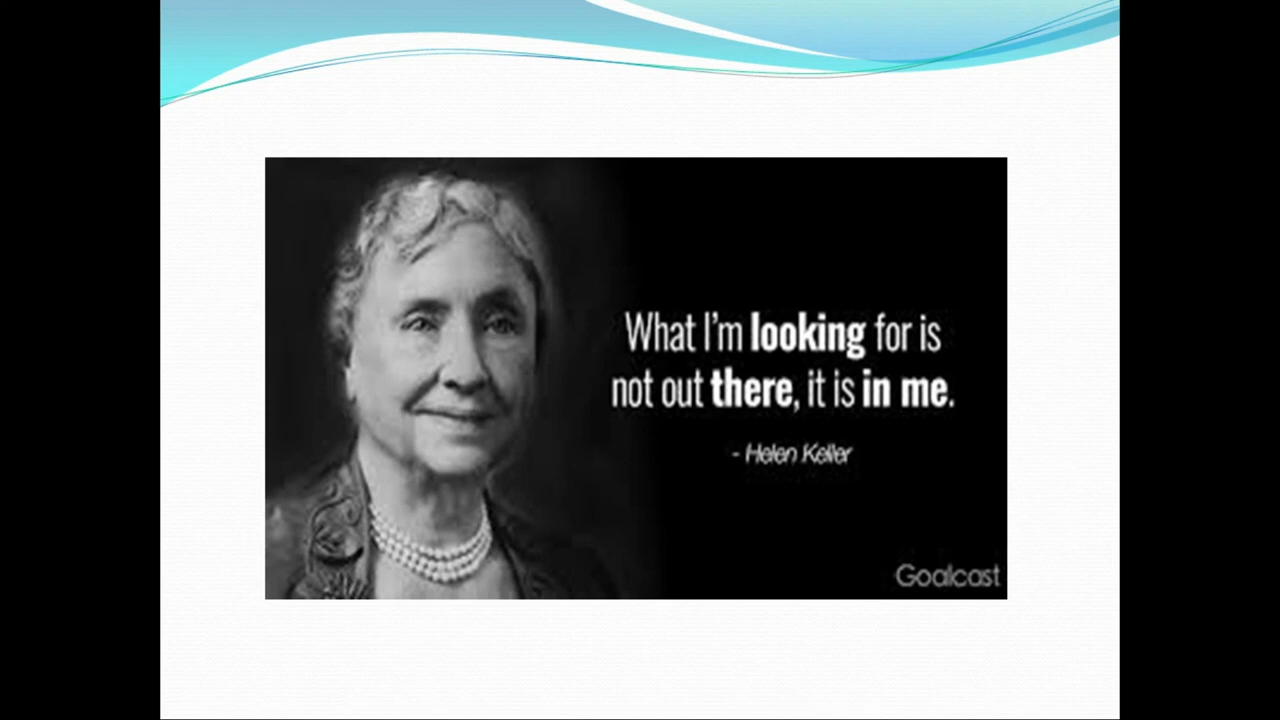 What I'm looking for is
not out there, it is in me.
- Helen Keller
Goalcast